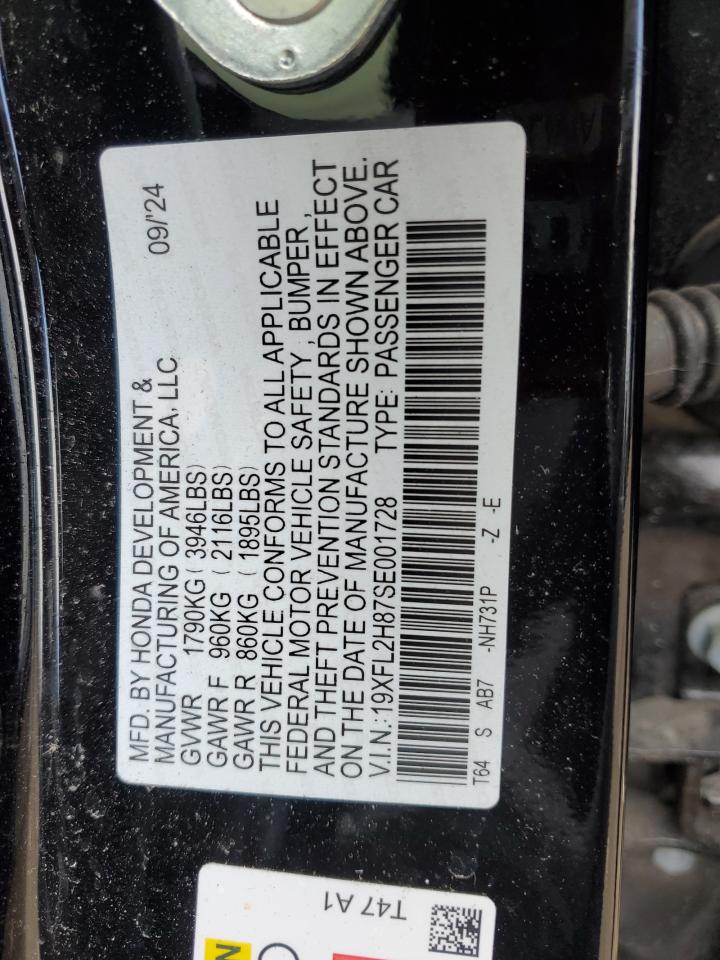 MFD. BY HONDA DEVELOPMENT & 09/'24
MANUFACTURING OF AMERICA, LLC
GVWR 1790KG ( 3946LBS)
GAWR F 960KG ( 2116LBS)
GAWR R 860KG ( 1895LBS)
THIS VEHICLE CONFORMS TO ALL APPLICABLE
FEDERAL MOTOR VEHICLE SAFETY , BUMPER ,
AND THEFT PREVENTION STANDARDS IN EFFECT
ON THE DATE OF MANUFACTURE SHOWN ABOVE.
V.I.N.: 19XFL2H87SE001728 TYPE: PASSENGER CAR
T64 S AB7 -NH731P -Z -E
T47 A1